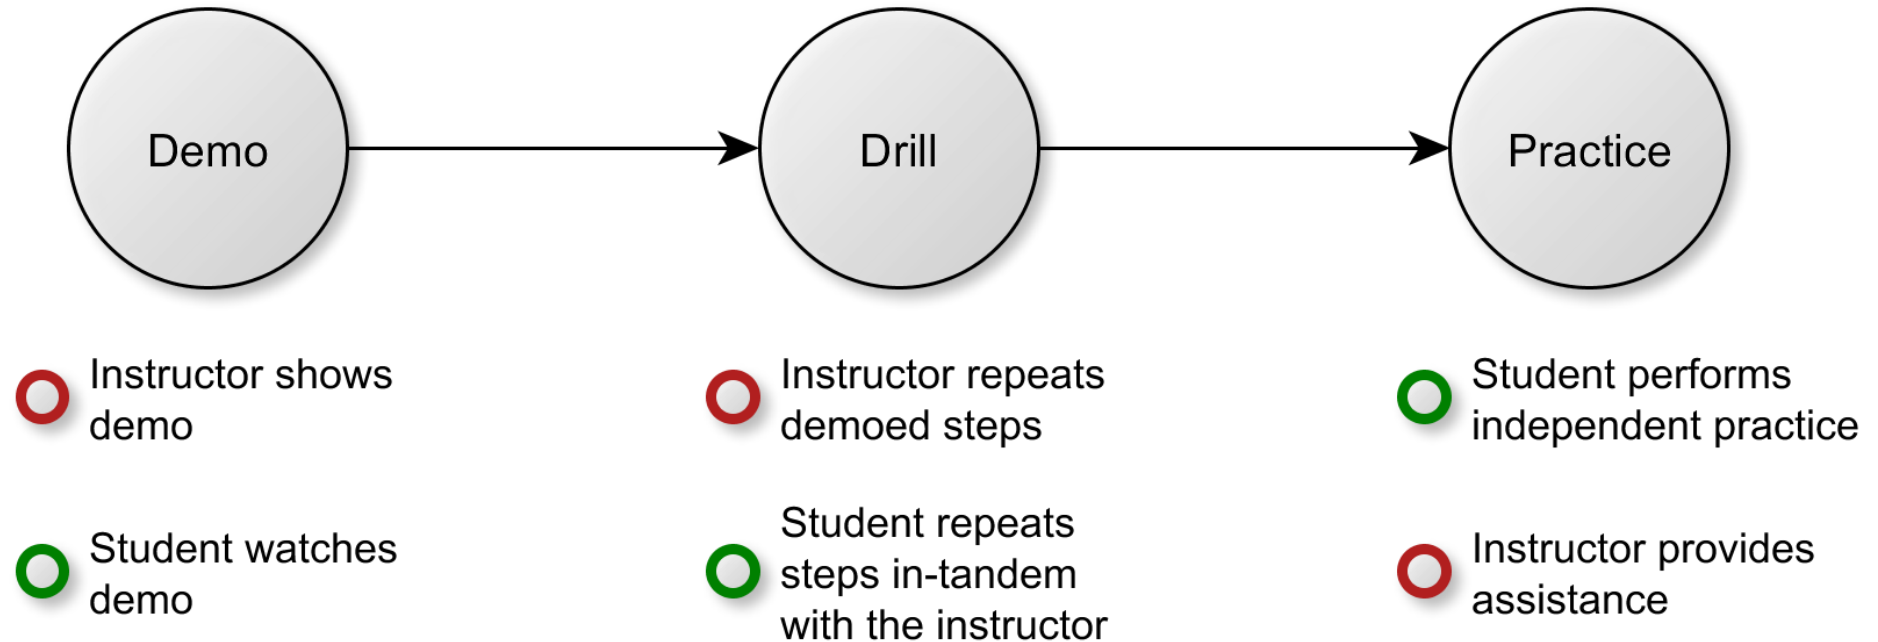 Demo
Drill
Practice
Instructor shows
demo
Student watches
demo
Instructor repeats
demoed steps
Student repeats
steps in-tandem
with the instructor
Student performs
independent practice
Instructor provides
assistance